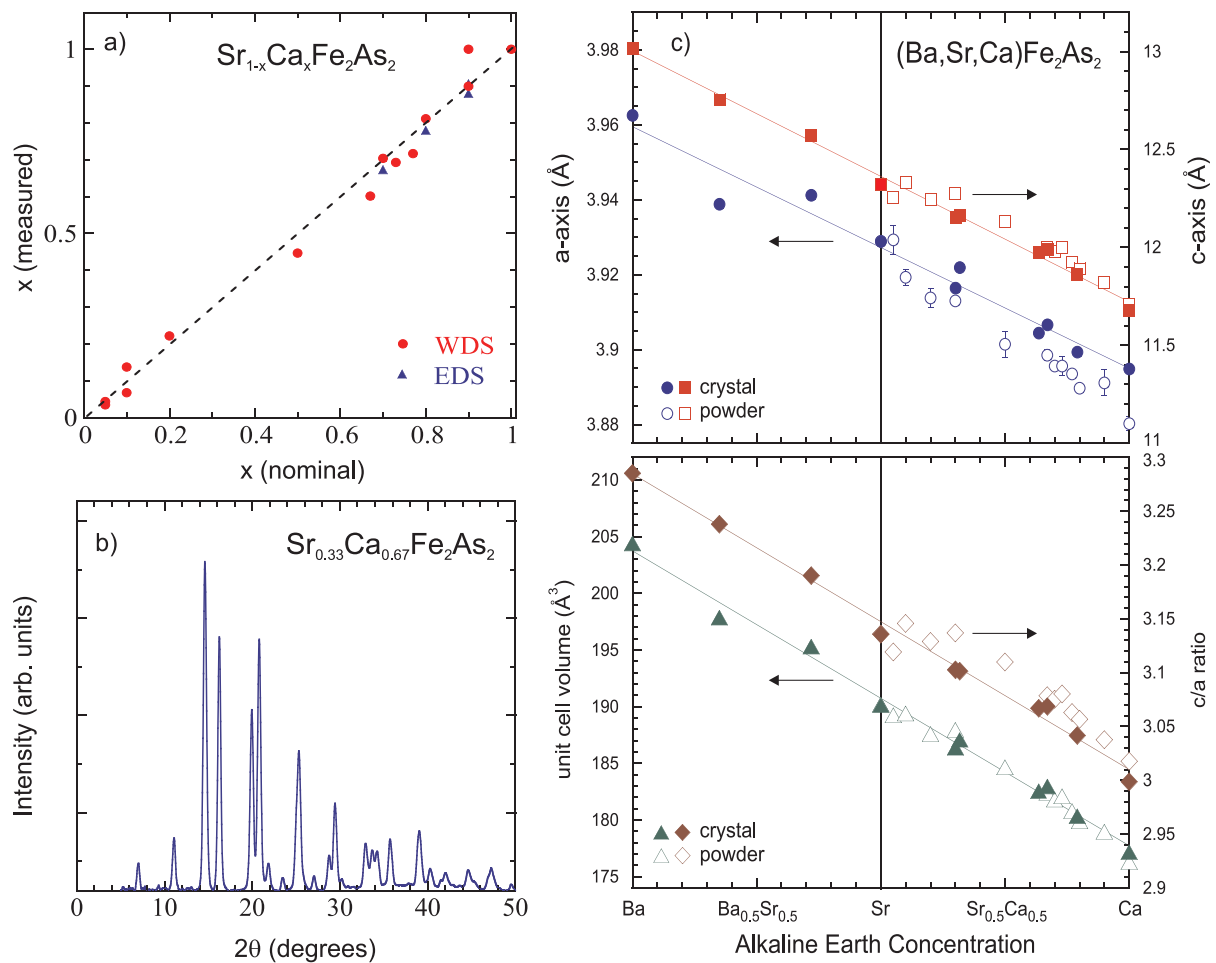 a)
Sr1-xCaxFe2As2
1
0.5
0
x (measured)
WDS
EDS
0 0.2 0.4 0.6 0.8 1
x (nominal)
b)
Sr0.33Ca0.67Fe2As2
Intensity (arb. units)
0 10 20 30 40 50
2θ (degrees)
c)
(Ba,Sr,Ca)Fe2As2
3.98
3.96
3.94
3.92
3.9
3.88
a-axis (Å)
13
12.5
12
11.5
11
c-axis (Å)
crystal
powder
210
205
200
195
190
185
180
175
unit cell volume (Å3)
3.3
3.25
3.2
3.15
3.1
3.05
3
2.95
2.9
c/a ratio
crystal
powder
Ba Ba0.5Sr0.5 Sr Sr0.5Ca0.5 Ca
Alkaline Earth Concentration